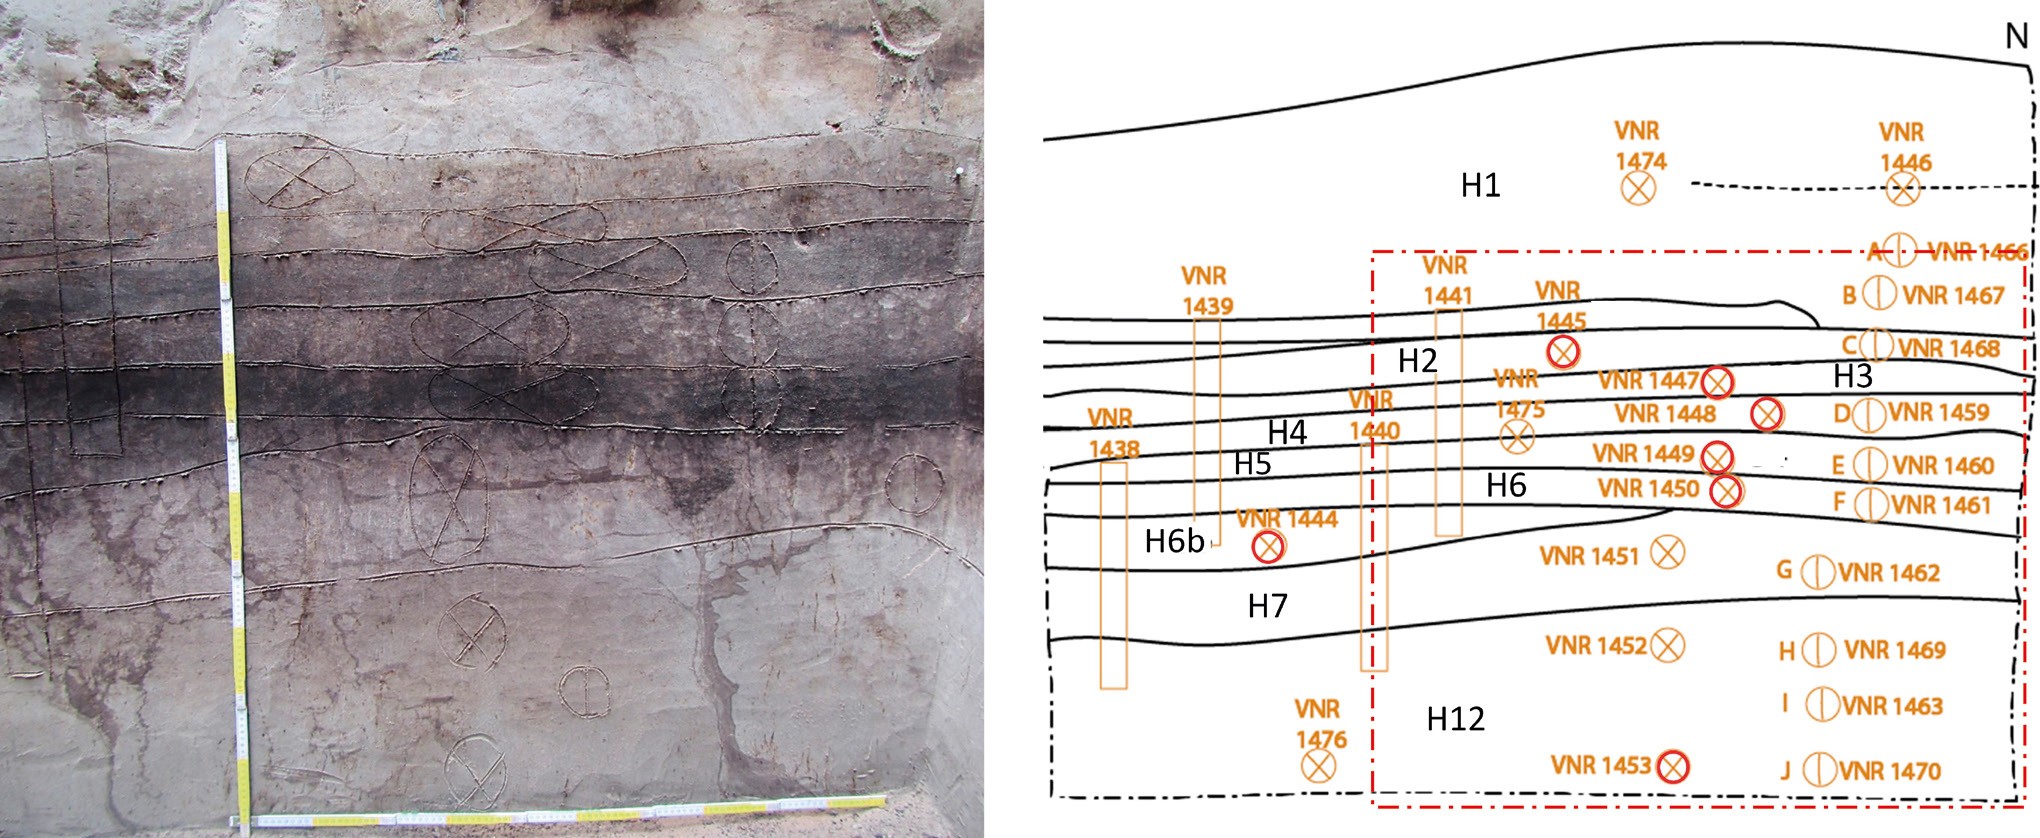 N
VNR
1474
VNR
1446
H1
A VNR 1466
VNR
1439
VNR
1441
VNR
1445
B VNR 1467
H2
C VNR 1468
VNR
1475
VNR 1447
H3
VNR
1438
VNR
1440
VNR 1448
D VNR 1459
H4
H5
VNR 1449
E VNR 1460
H6
VNR 1450
F VNR 1461
VNR 1444
H6b
VNR 1451
G VNR 1462
H7
VNR 1452
H VNR 1469
I VNR 1463
VNR
1476
H12
VNR 1453
J VNR 1470